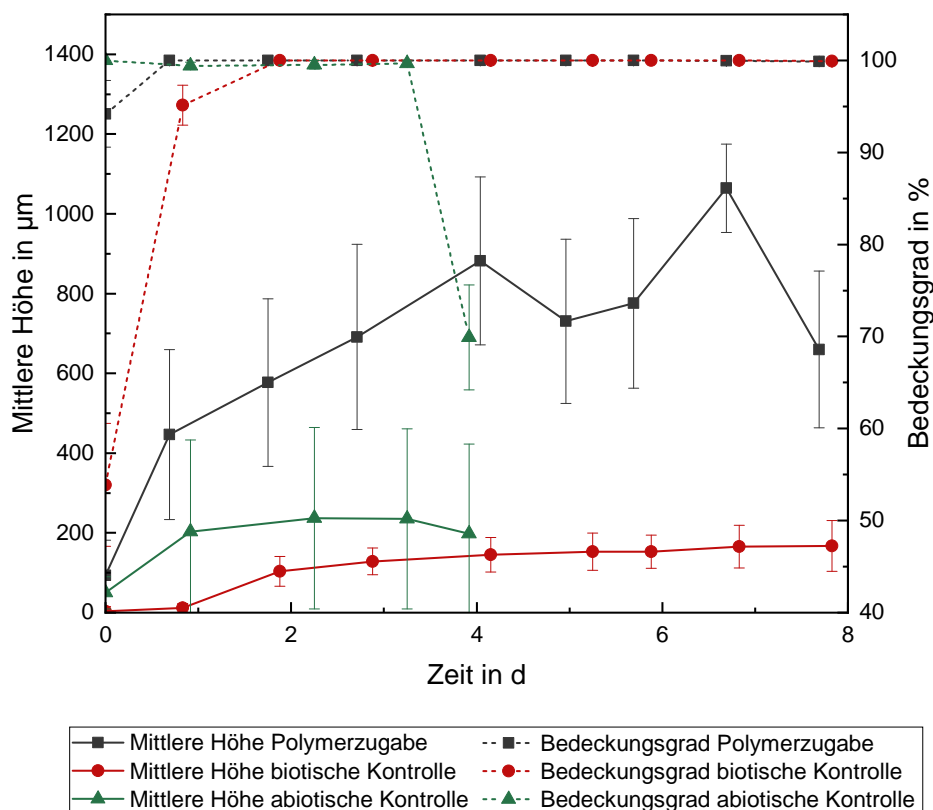 Mittlere Höhe in µm
1400
1200
1000
800
600
400
200
0
100
90
80
70
60
50
40
Bedeckungsgrad in %
0 2 4 6 8
Zeit in d
Mittlere Höhe Polymerzugabe Bedeckungsgrad Polymerzugabe
Mittlere Höhe biotische Kontrolle Bedeckungsgrad biotische Kontrolle
Mittlere Höhe abiotische Kontrolle Bedeckungsgrad abiotische Kontrolle